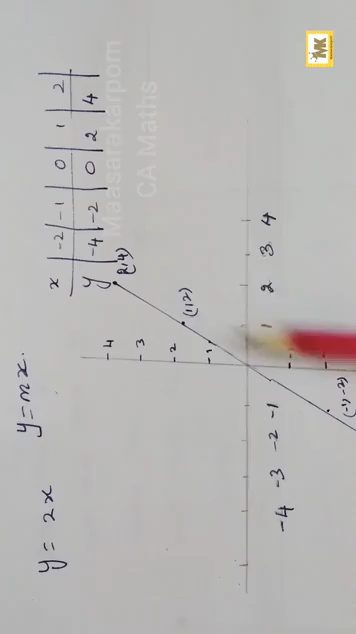 y = 2x
y = mx.
x | -2 | -1 | 0 | 1 | 2
y | -4 | -2 | 0 | 2 | 4
(2,4)
(1,2)
(-1,-2)
4
3
2
1
-4 -3 -2 -1 1 2 3 4
Maasarakarpom
CA Maths
MK